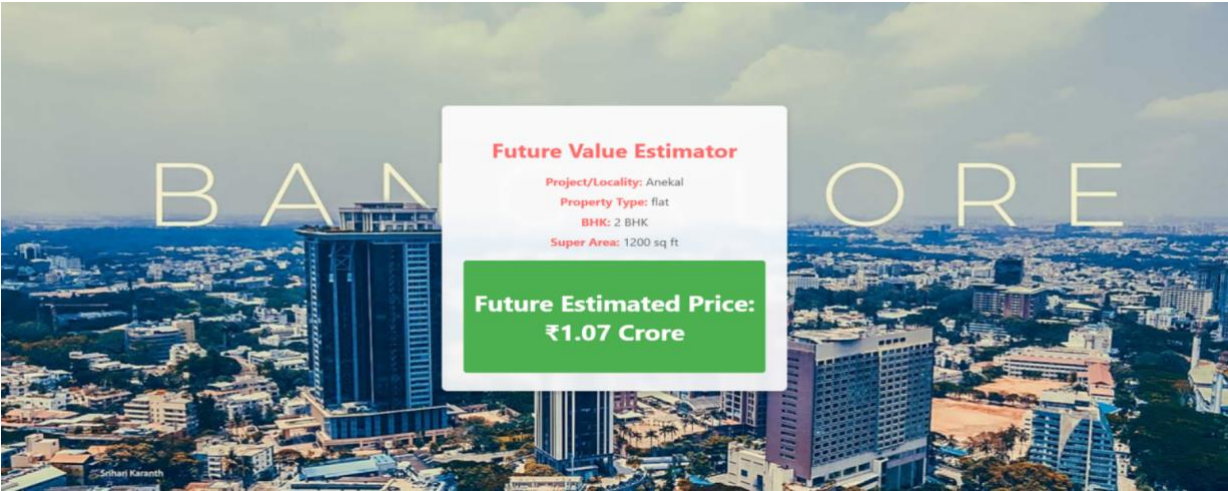 BAN LORE
Future Value Estimator
Project/Locality: Anekal
Property Type: flat
BHK: 2 BHK
Super Area: 1200 sq ft
Future Estimated Price:
₹1.07 Crore
Srihari Karanth